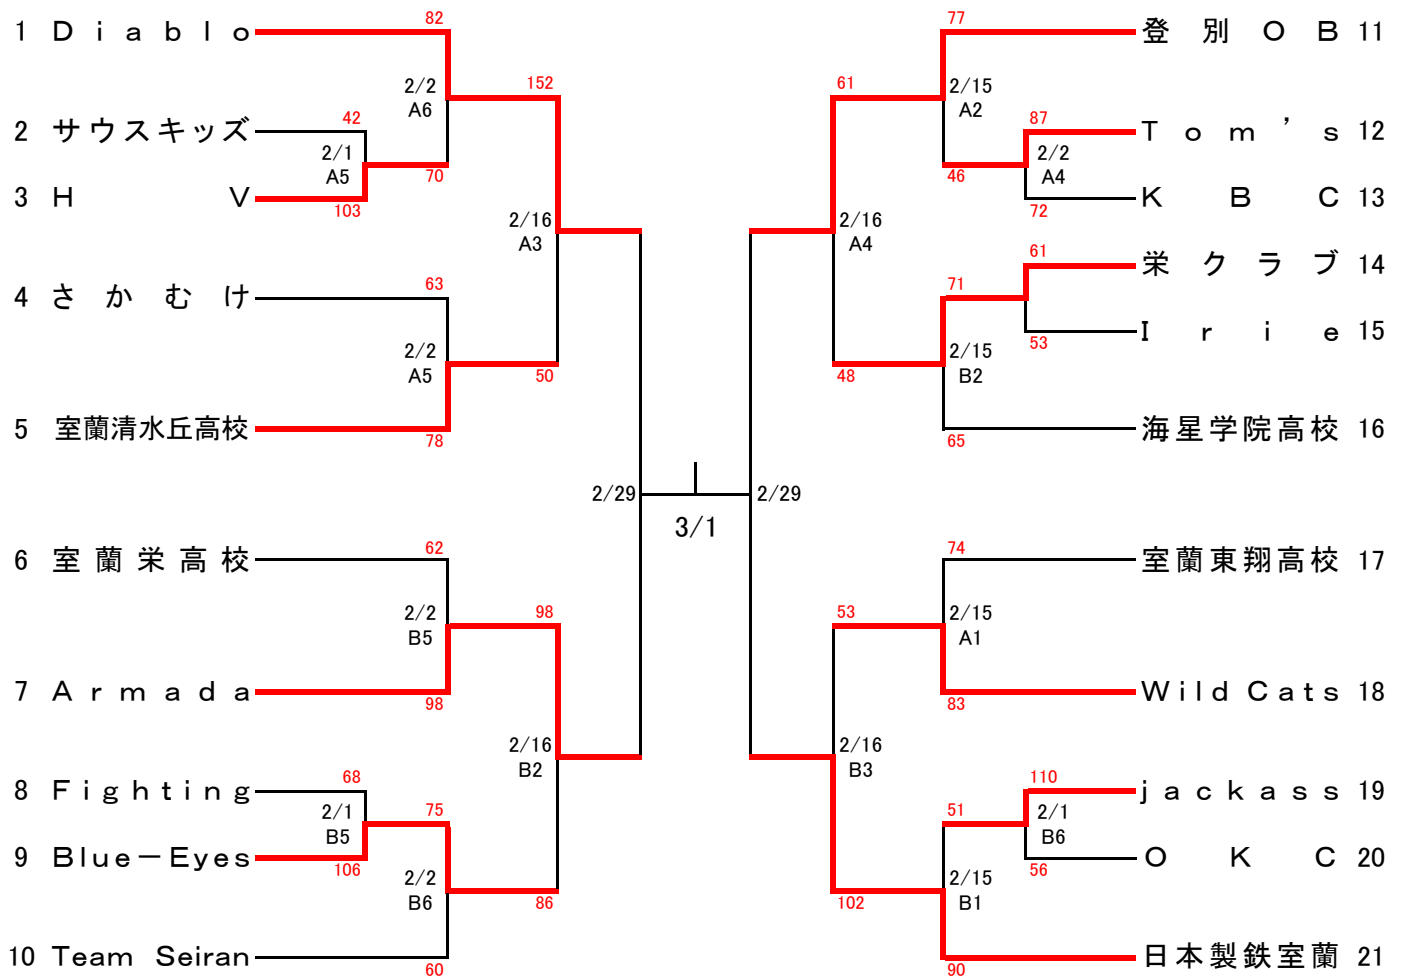 82
1 Diablo
2/2
A6
152
2 サウスキッズ
42
2/1
A5
70
3 H V
103
2/16
A3
4 さかむけ
63
2/2
A5
50
5 室蘭清水丘高校
78
2/29
3/1
2/29
6 室蘭栄高校
62
2/2
B5
98
7 Armada
98
2/16
B2
8 Fighting
68
2/1
B5
75
9 Blue－Eyes
106
2/2
B6
86
10 Team Seiran
60
77
登別OB 11
61
2/15
A2
87
Tom's 12
2/2
A4
46
KBC 13
72
2/16
A4
61
栄クラブ 14
71
Irie 15
53
2/15
B2
48
海星学院高校 16
65
74
室蘭東翔高校 17
53
2/15
A1
Wild Cats 18
83
2/16
B3
110
jackass 19
51
2/1
B6
OKC 20
56
2/15
B1
102
日本製鉄室蘭 21
90